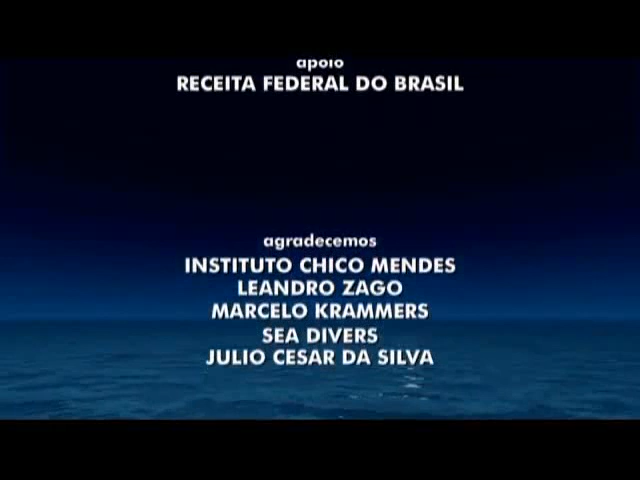 apoio
RECEITA FEDERAL DO BRASIL
agradecemos
INSTITUTO CHICO MENDES
LEANDRO ZAGO
MARCELO KRAMMERS
SEA DIVERS
JULIO CESAR DA SILVA